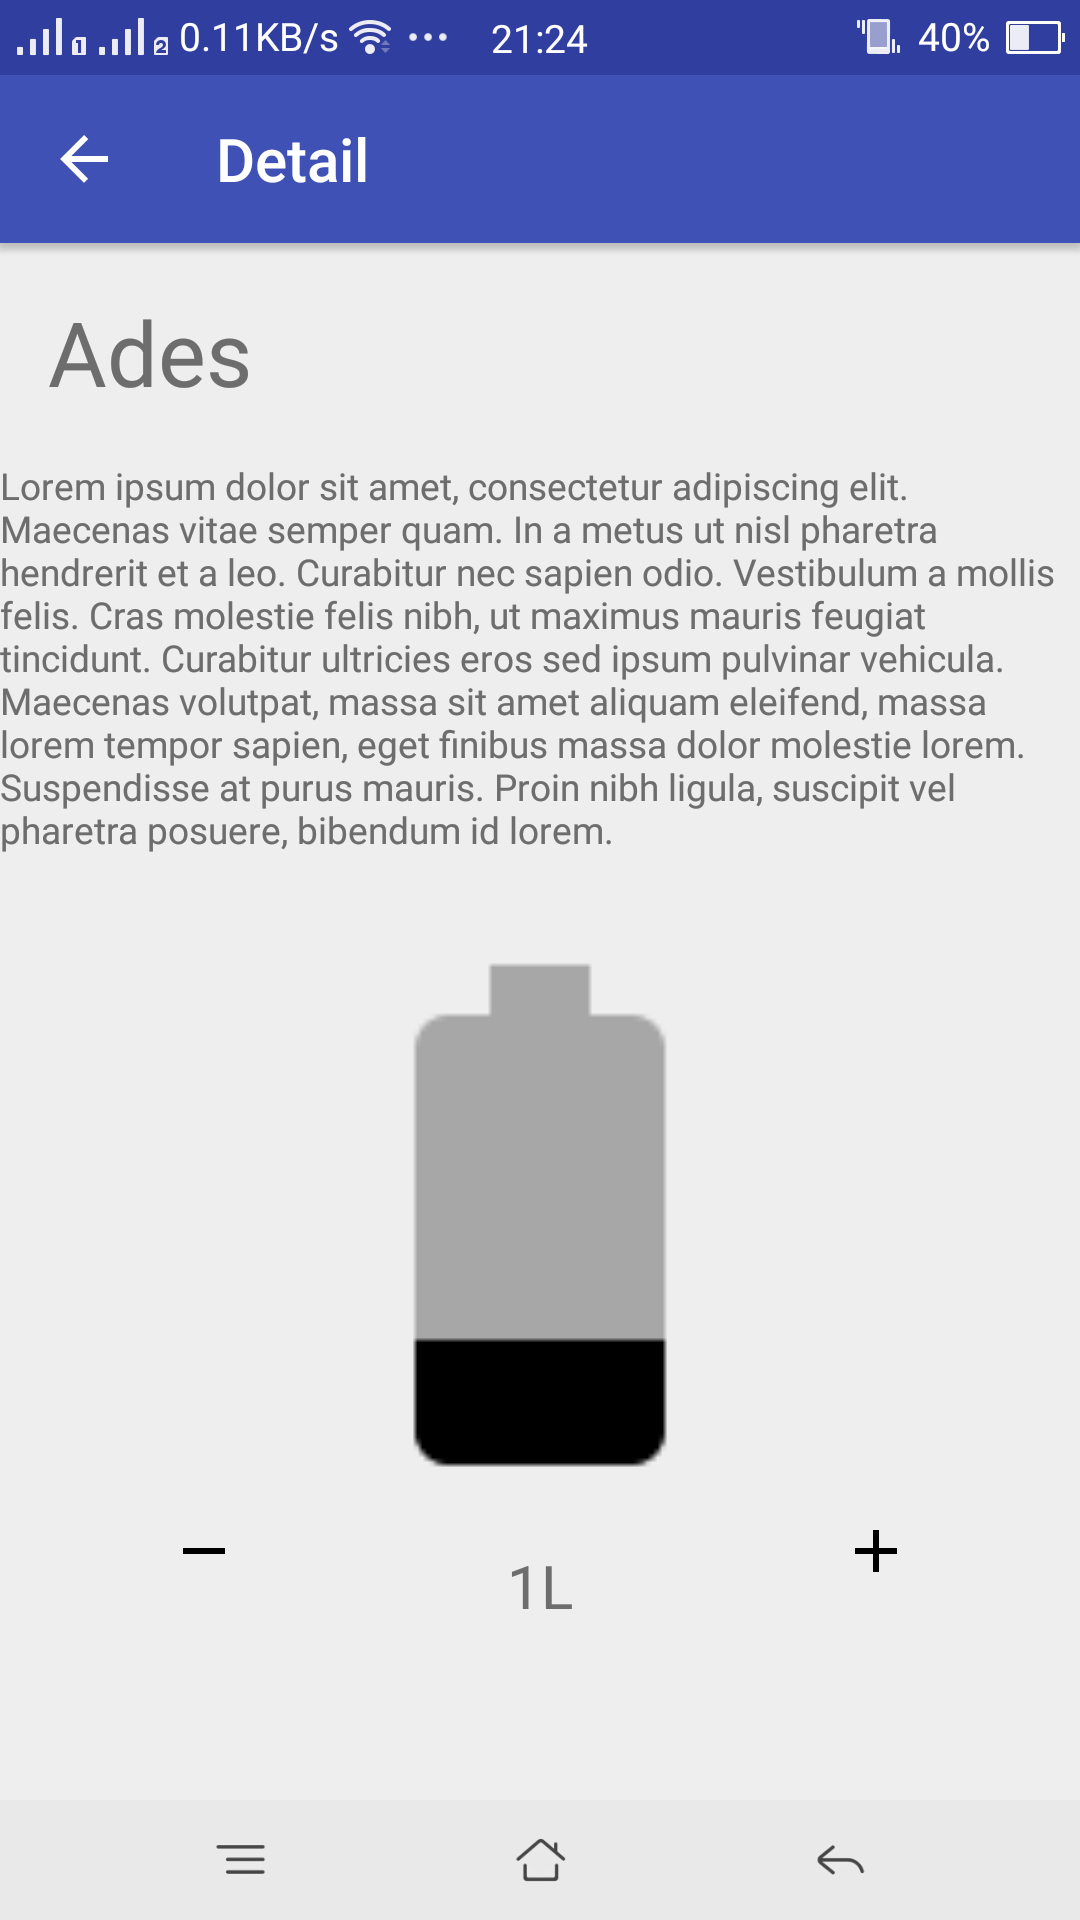 1 2 0.11KB/s ... 21:24 40%
Detail
Ades
Lorem ipsum dolor sit amet, consectetur adipiscing elit.
Maecenas vitae semper quam. In a metus ut nisl pharetra
hendrerit et a leo. Curabitur nec sapien odio. Vestibulum a mollis
felis. Cras molestie felis nibh, ut maximus mauris feugiat
tincidunt. Curabitur ultricies eros sed ipsum pulvinar vehicula.
Maecenas volutpat, massa sit amet aliquam eleifend, massa
lorem tempor sapien, eget finibus massa dolor molestie lorem.
Suspendisse at purus mauris. Proin nibh ligula, suscipit vel
pharetra posuere, bibendum id lorem.
1L